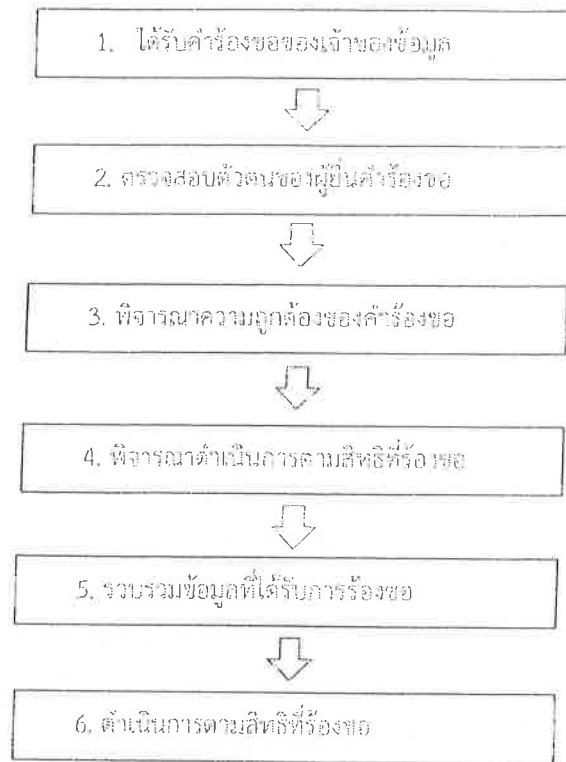 1. ได้รับคำร้องขอของเจ้าของข้อมูล
2. ตรวจสอบตัวตนของผู้ยื่นคำร้องขอ
3. พิจารณาความถูกต้องของคำร้องขอ
4. พิจารณาดำเนินการตามสิทธิที่ร้องขอ
5. รวบรวมข้อมูลที่ได้รับการร้องขอ
6. ดำเนินการตามสิทธิที่ร้องขอ